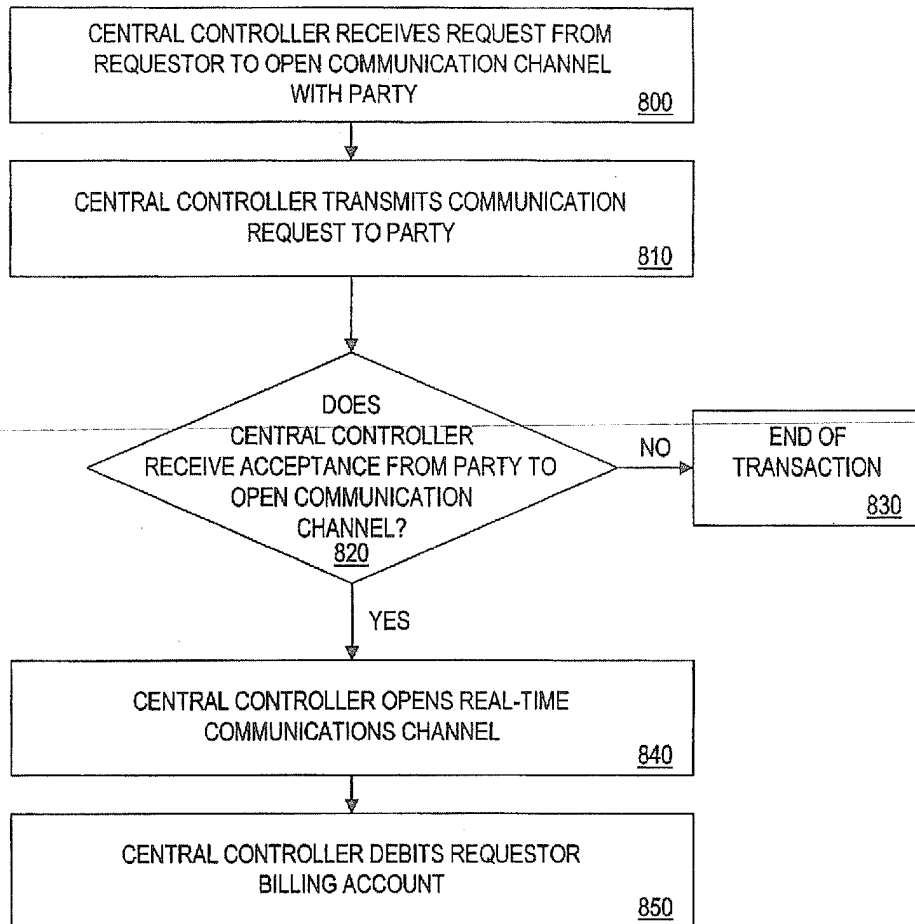 CENTRAL CONTROLLER RECEIVES REQUEST FROM
REQUESTOR TO OPEN COMMUNICATION CHANNEL
WITH PARTY
800
CENTRAL CONTROLLER TRANSMITS COMMUNICATION
REQUEST TO PARTY
810
DOES
CENTRAL CONTROLLER
RECEIVE ACCEPTANCE FROM PARTY TO
OPEN COMMUNICATION
CHANNEL?
820
NO
END OF
TRANSACTION
830
YES
CENTRAL CONTROLLER OPENS REAL-TIME
COMMUNICATIONS CHANNEL
840
CENTRAL CONTROLLER DEBITS REQUESTOR
BILLING ACCOUNT
850